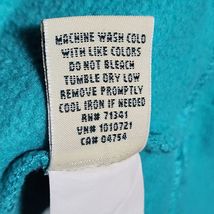 MACHINE WASH COLD
WITH LIKE COLORS
DO NOT BLEACH
TUMBLE DRY LOW
REMOVE PROMPTLY
COOL IRON IF NEEDED
RN# 71341
VN# 1010721
CA# 04754